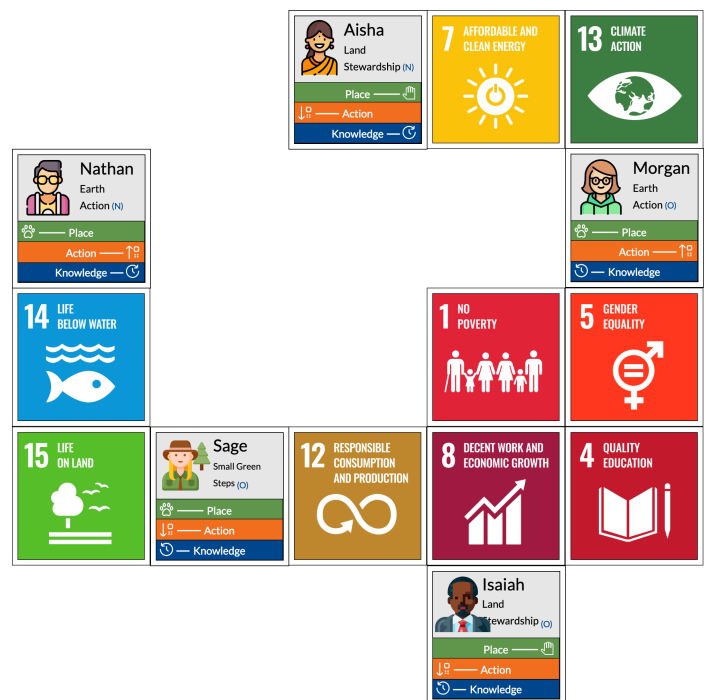 Aisha
Land
Stewardship (N)
Place
Action
Knowledge
7 AFFORDABLE AND
CLEAN ENERGY
13 CLIMATE
ACTION
Nathan
Earth
Action (N)
Place
Action
Knowledge
Morgan
Earth
Action (O)
Place
Action
Knowledge
14 LIFE
BELOW WATER
1 NO
POVERTY
5 GENDER
EQUALITY
15 LIFE
ON LAND
Sage
Small Green
Steps (O)
Place
Action
Knowledge
12 RESPONSIBLE
CONSUMPTION
AND PRODUCTION
8 DECENT WORK AND
ECONOMIC GROWTH
4 QUALITY
EDUCATION
Isaiah
Land
Stewardship (O)
Place
Action
Knowledge